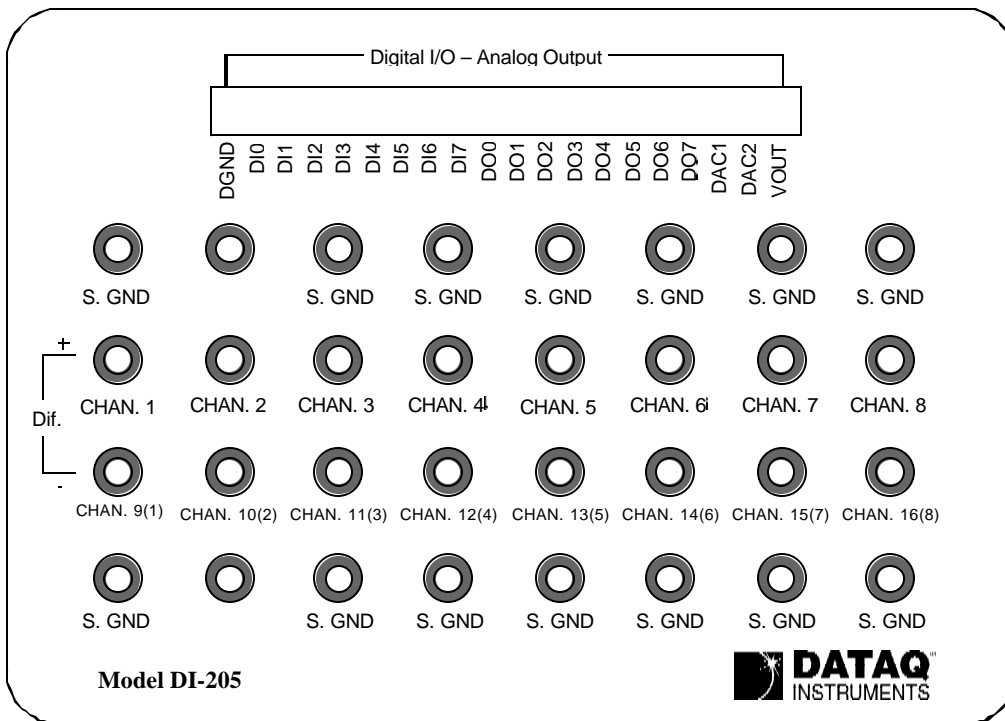 Digital I/O – Analog Output
DGND DI0 DI1 DI2 DI3 DI4 DI5 DI6 DI7 DO0 DO1 DO2 DO3 DO4 DO5 DO6 DO7 DAC1 DAC2 VOUT
S. GND S. GND S. GND S. GND S. GND S. GND S. GND
+
CHAN. 1 CHAN. 2 CHAN. 3 CHAN. 4 CHAN. 5 CHAN. 6 CHAN. 7 CHAN. 8
Dif.
-
CHAN. 9(1) CHAN. 10(2) CHAN. 11(3) CHAN. 12(4) CHAN. 13(5) CHAN. 14(6) CHAN. 15(7) CHAN. 16(8)
S. GND S. GND S. GND S. GND S. GND S. GND S. GND
Model DI-205
DATAQ
INSTRUMENTS